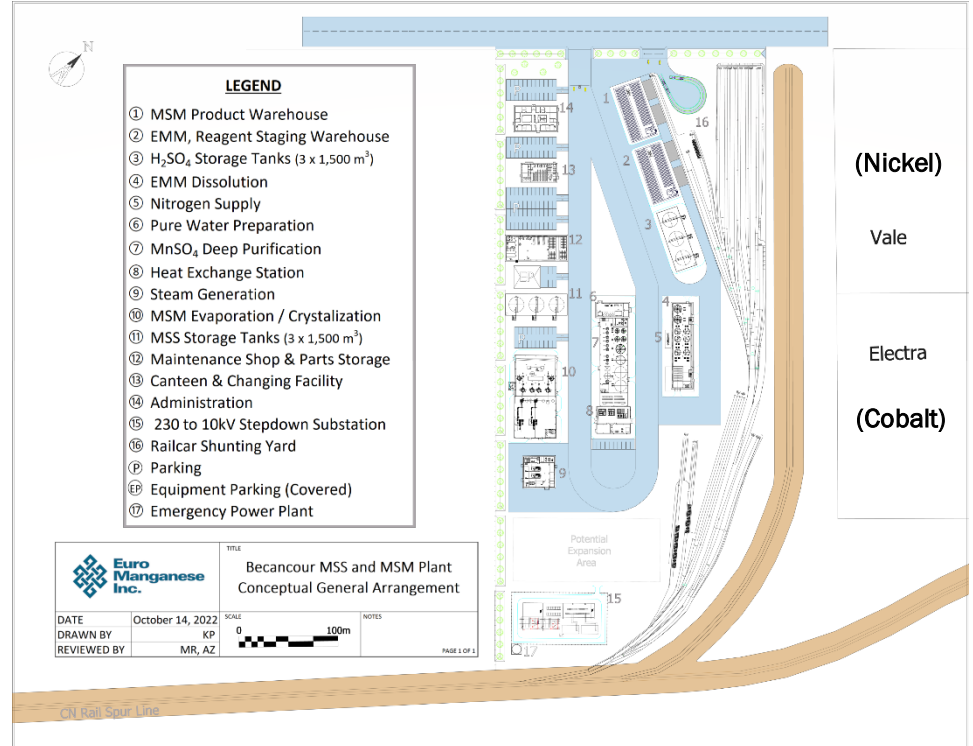 N
LEGEND
① MSM Product Warehouse
② EMM, Reagent Staging Warehouse
③ H₂SO₄ Storage Tanks (3 x 1,500 m³)
④ EMM Dissolution
⑤ Nitrogen Supply
⑥ Pure Water Preparation
⑦ MnSO₄ Deep Purification
⑧ Heat Exchange Station
⑨ Steam Generation
⑩ MSM Evaporation / Crystalization
⑪ MSS Storage Tanks (3 x 1,500 m³)
⑫ Maintenance Shop & Parts Storage
⑬ Canteen & Changing Facility
⑭ Administration
⑮ 230 to 10kV Stepdown Substation
⑯ Railcar Shunting Yard
Ⓟ Parking
EP Equipment Parking (Covered)
⑰ Emergency Power Plant
1
14
16
2
13
3
12
EP
11
6
4
7
5
10
8
9
Potential
Expansion
Area
15
17
(Nickel)
Vale
Electra
(Cobalt)
Euro
Manganese
Inc.
TITLE
Becancour MSS and MSM Plant
Conceptual General Arrangement
DATE October 14, 2022
DRAWN BY KP
REVIEWED BY MR, AZ
SCALE
0 100m
NOTES
PAGE 1 OF 1
CN Rail Spur Line